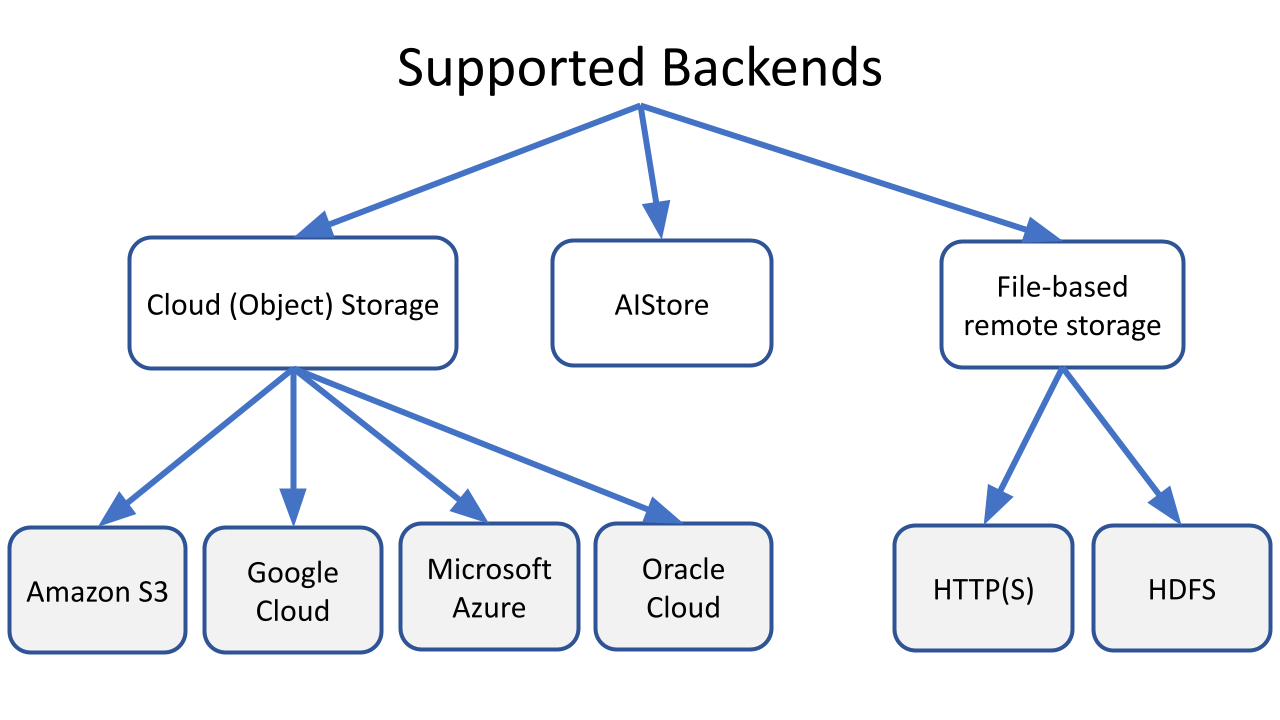 Supported Backends
Cloud (Object) Storage
AIStore
File-based
remote storage
Amazon S3
Google
Cloud
Microsoft
Azure
Oracle
Cloud
HTTP(S)
HDFS